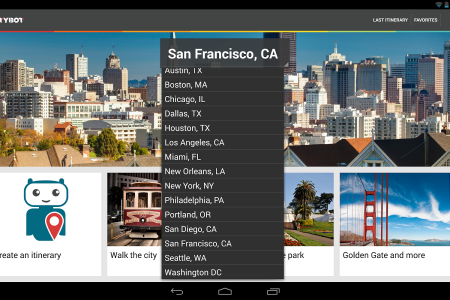 YBOT
LAST ITINERARY
FAVORITES
San Francisco, CA
Austin, TX
Boston, MA
Chicago, IL
Dallas, TX
Houston, TX
Los Angeles, CA
Miami, FL
New Orleans, LA
New York, NY
Philadelphia, PA
Portland, OR
San Diego, CA
San Francisco, CA
Seattle, WA
Washington DC
reate an itinerary
Walk the city
e park
Golden Gate and more